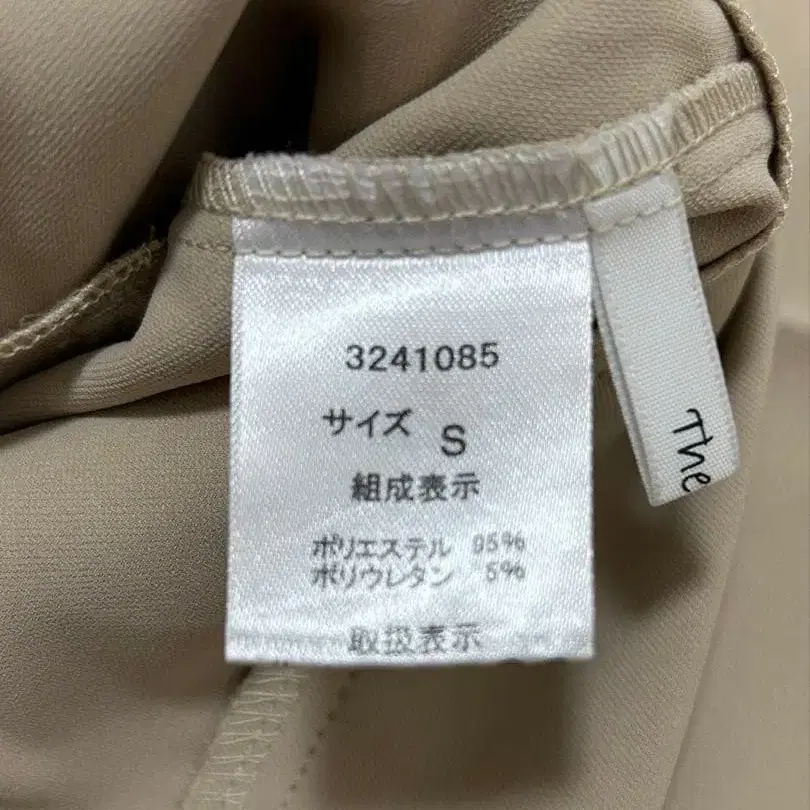 3241085
サイズ S
組成表示
ポリエステル 95%
ポリウレタン 5%
取扱表示
The